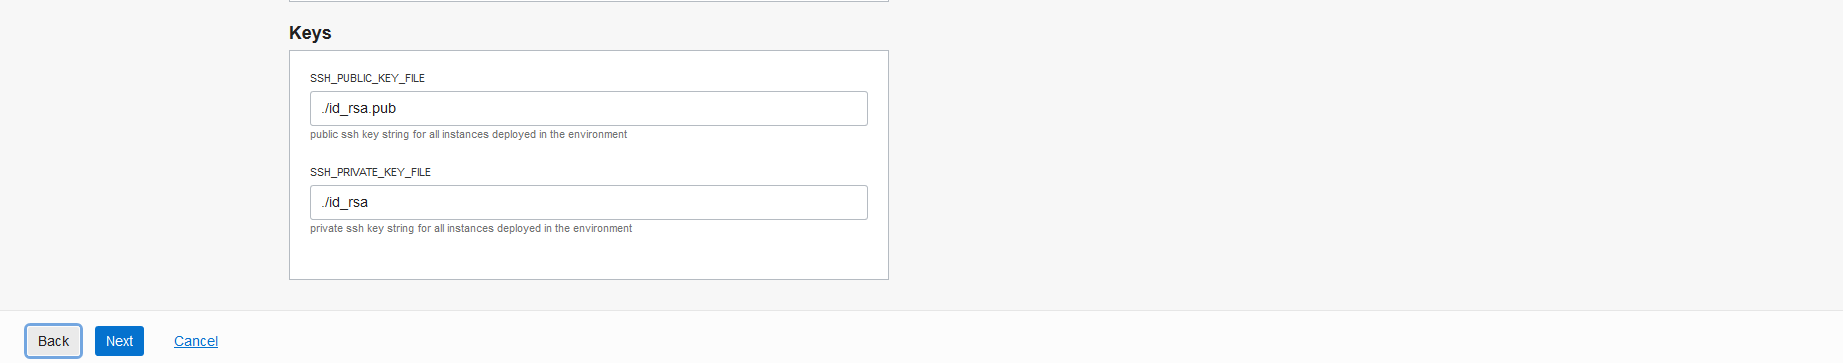 Keys
SSH_PUBLIC_KEY_FILE
./id_rsa.pub
public ssh key string for all instances deployed in the environment
SSH_PRIVATE_KEY_FILE
./id_rsa
private ssh key string for all instances deployed in the environment
Back Next Cancel